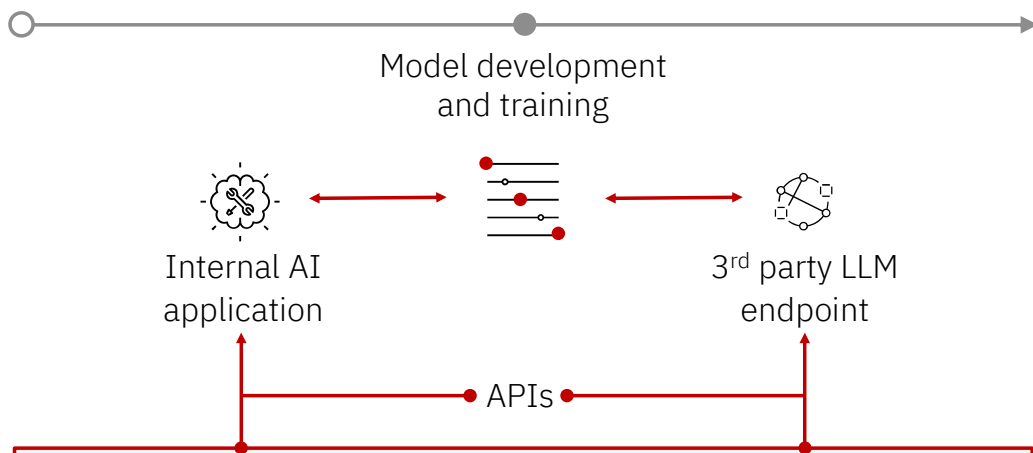 Model development
and training
Internal AI
application
3rd party LLM
endpoint
APIs